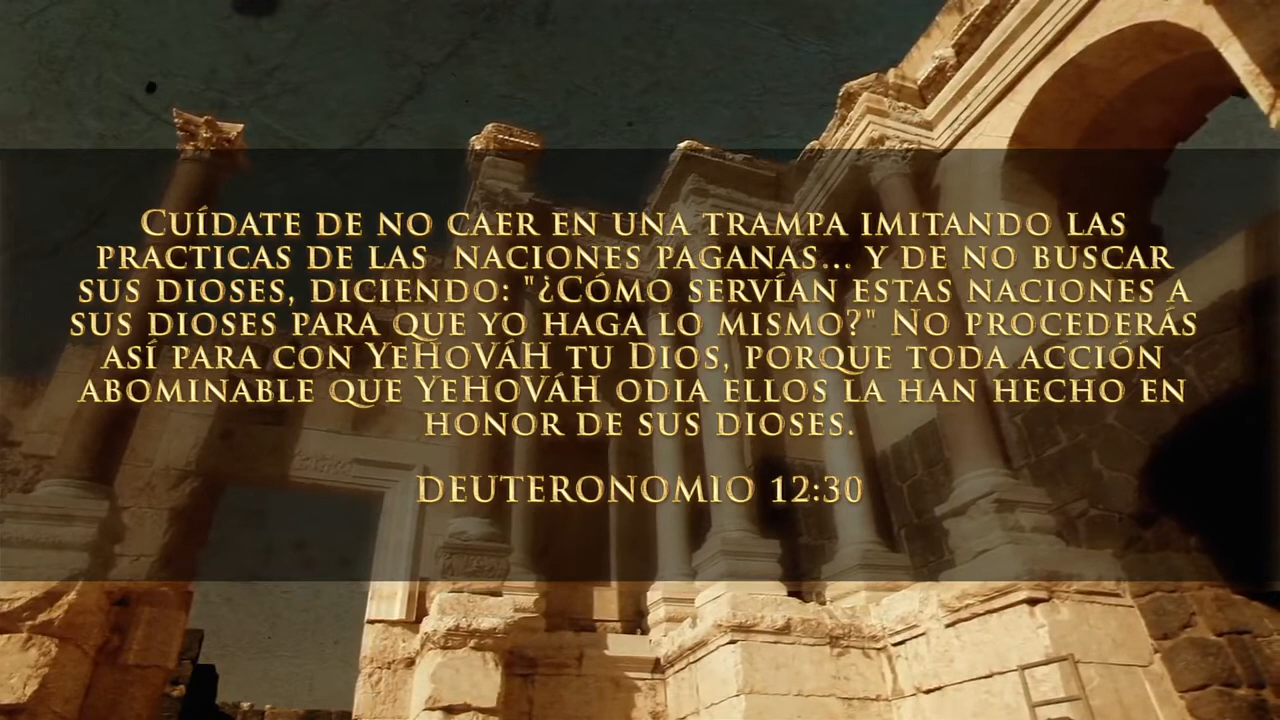 Cuídate de no caer en una trampa imitando las
practicas de las naciones paganas... y de no buscar
sus dioses, diciendo: "¿Cómo servían estas naciones a
sus dioses para que yo haga lo mismo?" No procederás
así para con YeHoVáH tu Dios, porque toda acción
abominable que YeHoVáH odia ellos la han hecho en
honor de sus dioses.
DEUTERONOMIO 12:30